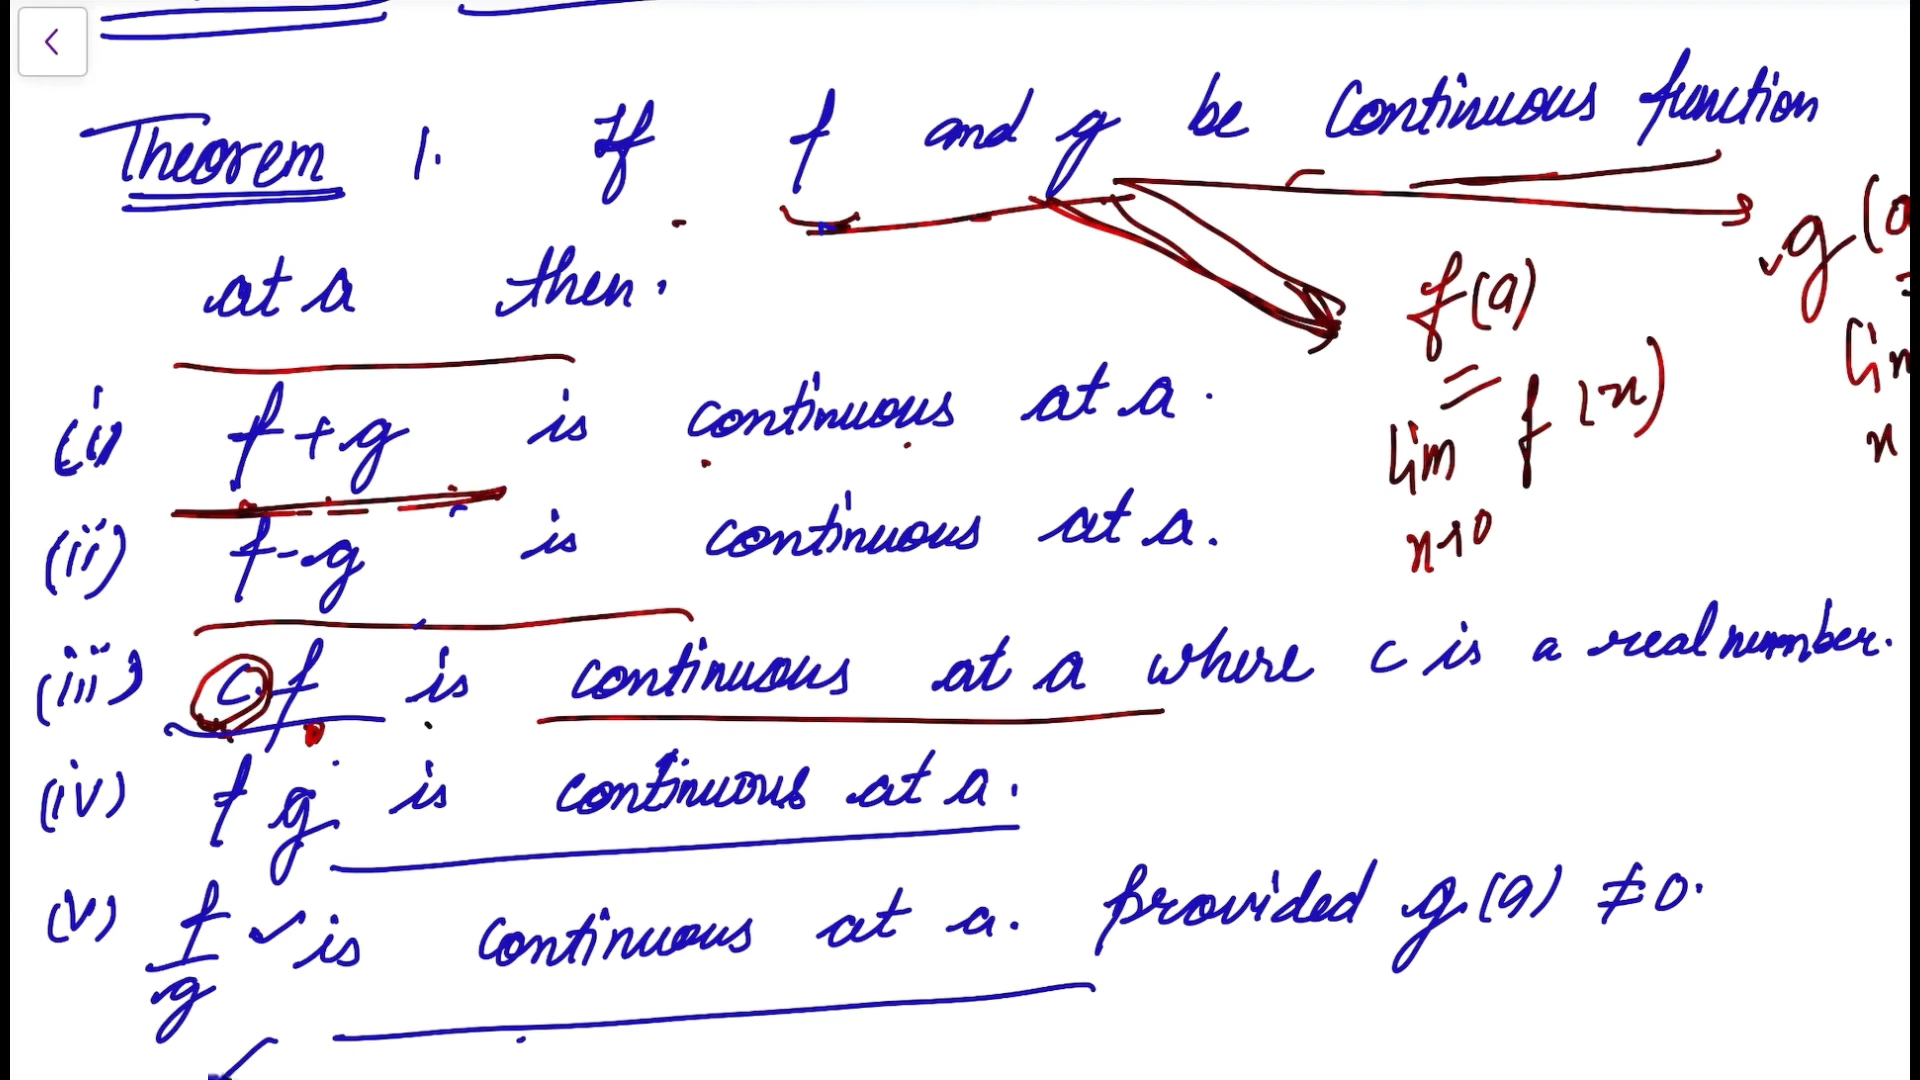 Theorem 1. If f and g be continuous function
at a then.
(i) f+g is continuous at a.
(ii) f-g is continuous at a.
(iii) c.f is continuous at a where c is a real number.
(iv) fg is continuous at a.
(v) f/g is continuous at a. provided g(a) ≠ 0.
f(a)
= lim f(x)
g(a
=
lim
x